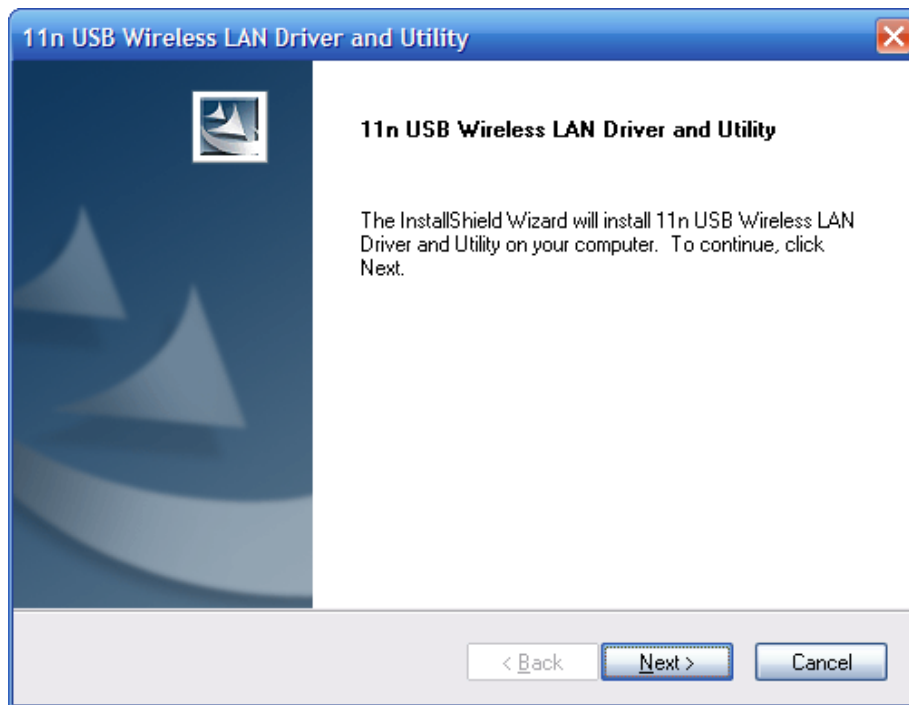 11n USB Wireless LAN Driver and Utility
11n USB Wireless LAN Driver and Utility
The InstallShield Wizard will install 11n USB Wireless LAN
Driver and Utility on your computer.  To continue, click
Next.
< Back
Next >
Cancel